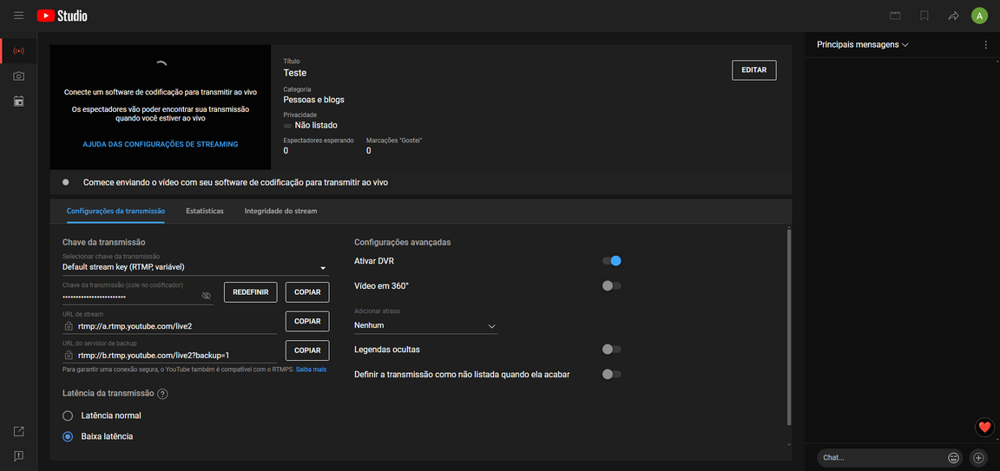 Studio
A
Conecte um software de codificação para transmitir ao vivo
Os espectadores vão poder encontrar sua transmissão
quando você estiver ao vivo
AJUDA DAS CONFIGURAÇÕES DE STREAMING
Título
Teste
Categoria
Pessoas e blogs
Privacidade
Não listado
Espectadores esperando
0
Marcações "Gostei"
0
EDITAR
Comece enviando o vídeo com seu software de codificação para transmitir ao vivo
Configurações da transmissão
Estatísticas
Integridade do stream
Chave da transmissão
Selecionar chave da transmissão
Default stream key (RTMP, variável)
Chave da transmissão (cole no codificador)
••••••••••••••••••••••••
REDEFINIR
COPIAR
URL de stream
rtmp://a.rtmp.youtube.com/live2
COPIAR
URL do servidor de backup
rtmp://b.rtmp.youtube.com/live2?backup=1
COPIAR
Para garantir uma conexão segura, o YouTube também é compatível com o RTMPS. Saiba mais
Latência da transmissão ?
Latência normal
Baixa latência
Configurações avançadas
Ativar DVR
Vídeo em 360°
Adicionar atraso
Nenhum
Legendas ocultas
Definir a transmissão como não listada quando ela acabar
Principais mensagens
Chat...